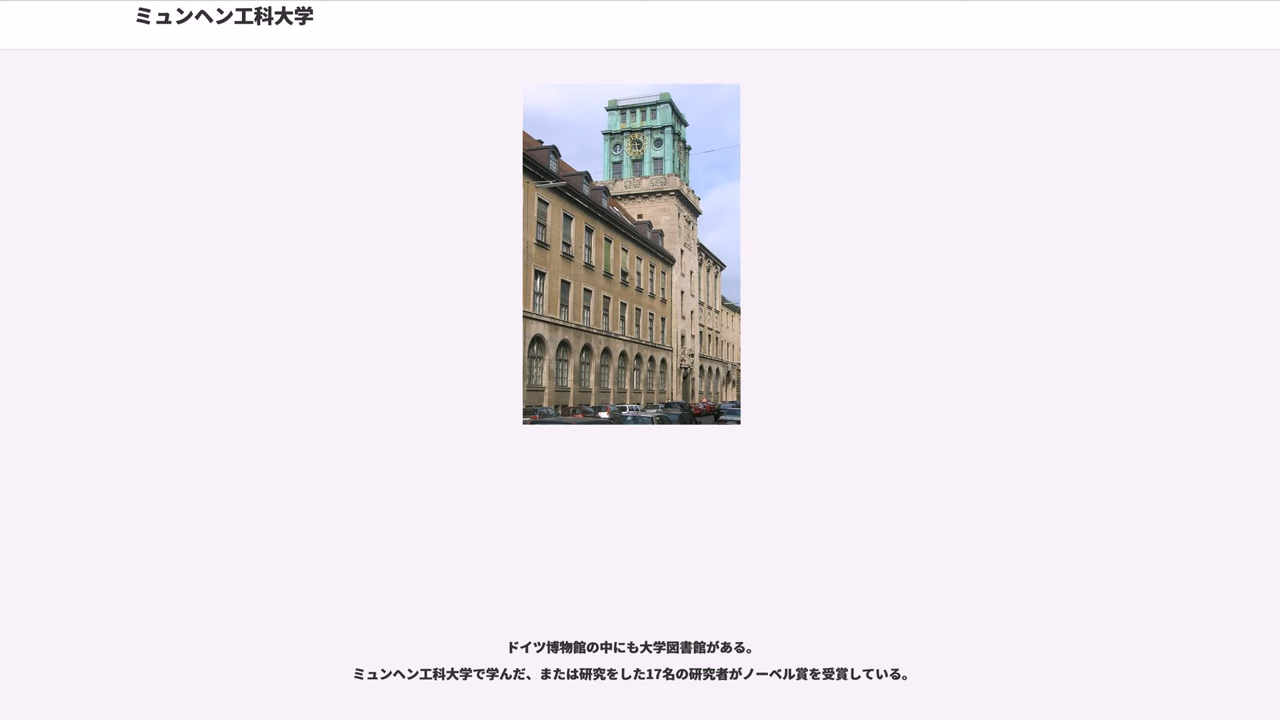 ミュンヘン工科大学
ドイツ博物館の中にも大学図書館がある。
ミュンヘン工科大学で学んだ、または研究をした17名の研究者がノーベル賞を受賞している。